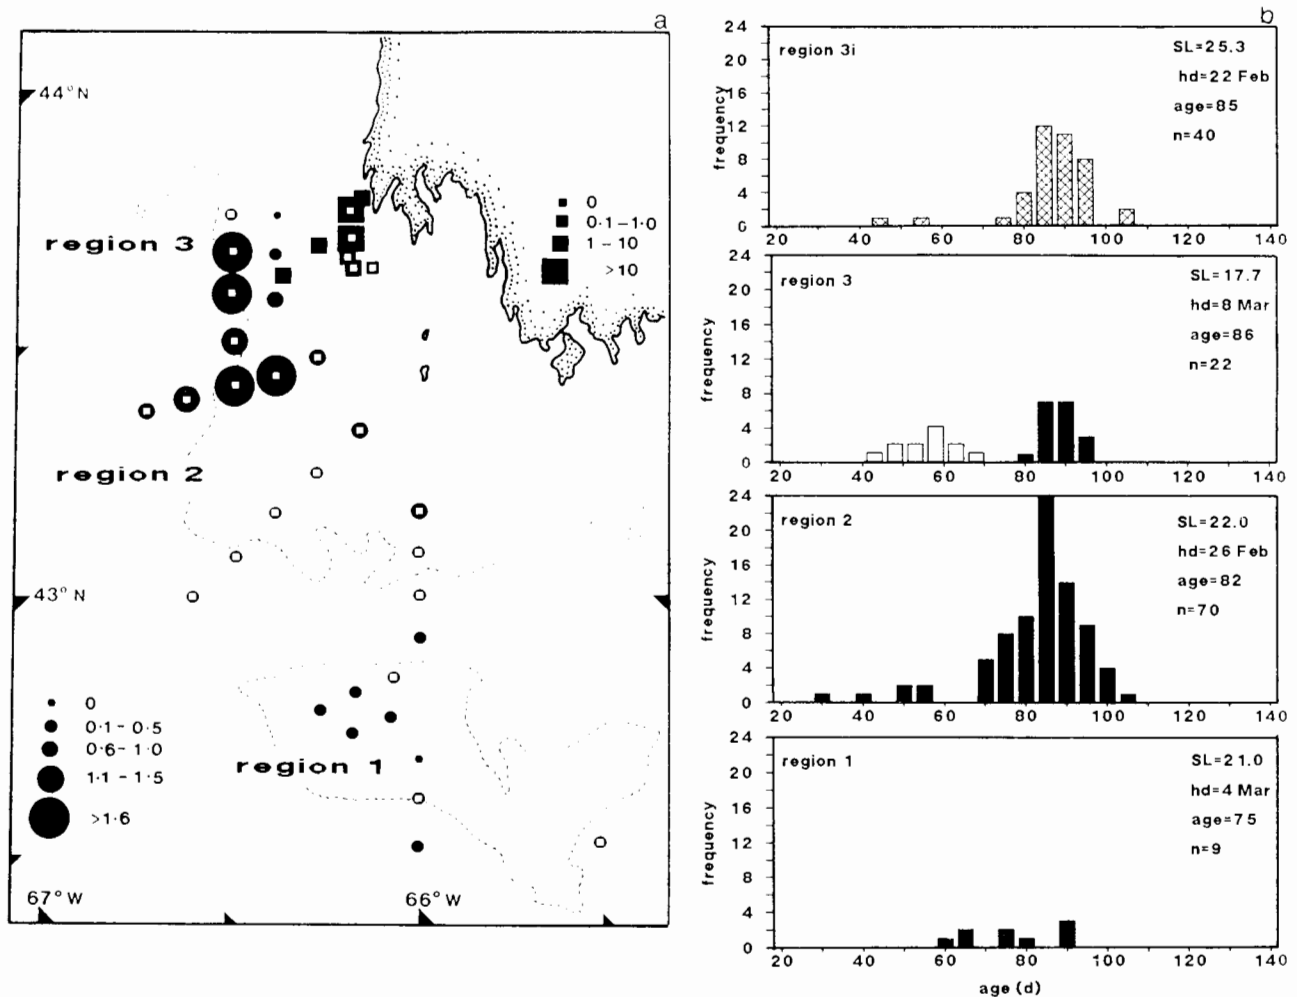 a
44°N
region 3
0
0·1-1·0
1-10
>10
region 2
43°N
0
0·1-0·5
0·6-1·0
1·1-1·5
>1·6
region 1
67°W
66°W
b
region 3i
SL=25.3
hd=22 Feb
age=85
n=40
frequency
24
20
16
12
8
4
0
20 40 60 80 100 120 140
region 3
SL=17.7
hd=8 Mar
age=86
n=22
frequency
24
20
16
12
8
4
0
20 40 60 80 100 120 140
region 2
SL=22.0
hd=26 Feb
age=82
n=70
frequency
24
20
16
12
8
4
0
20 40 60 80 100 120 140
region 1
SL=21.0
hd=4 Mar
age=75
n=9
frequency
24
20
16
12
8
4
0
20 40 60 80 100 120 140
age (d)